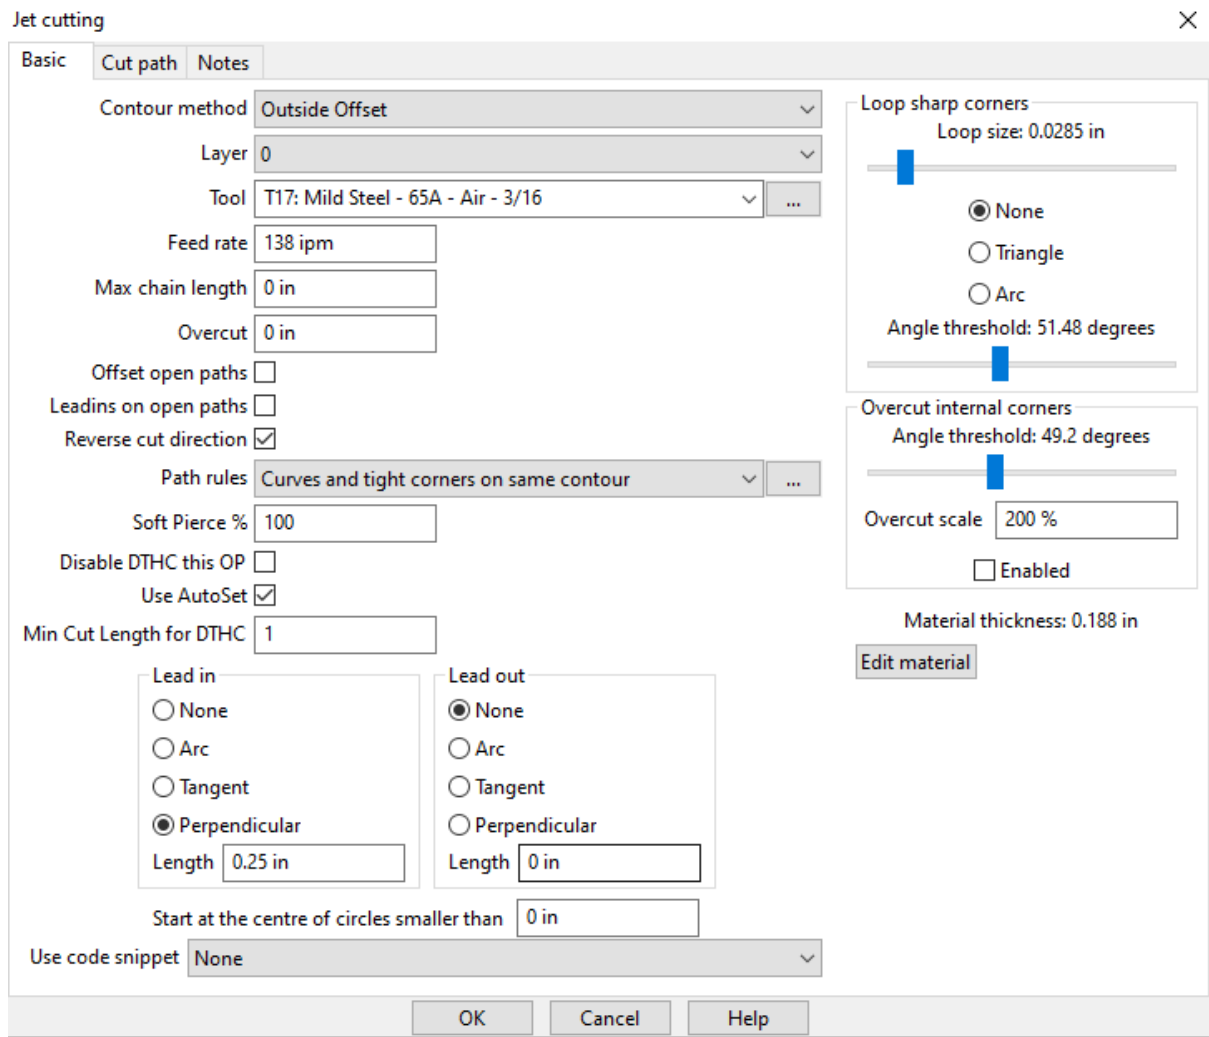 Jet cutting
Basic
Cut path
Notes
Contour method Outside Offset
Layer 0
Tool T17: Mild Steel - 65A - Air - 3/16 ...
Feed rate 138 ipm
Max chain length 0 in
Overcut 0 in
Offset open paths
Leadins on open paths
Reverse cut direction
Path rules Curves and tight corners on same contour ...
Soft Pierce % 100
Disable DTHC this OP
Use AutoSet
Min Cut Length for DTHC 1
Lead in
None
Arc
Tangent
Perpendicular
Length 0.25 in
Lead out
None
Arc
Tangent
Perpendicular
Length 0 in
Start at the centre of circles smaller than 0 in
Use code snippet None
Loop sharp corners
Loop size: 0.0285 in
None
Triangle
Arc
Angle threshold: 51.48 degrees
Overcut internal corners
Angle threshold: 49.2 degrees
Overcut scale 200 %
Enabled
Material thickness: 0.188 in
Edit material
OK
Cancel
Help